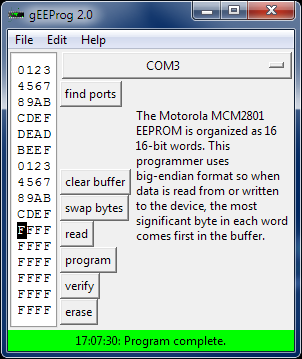 gEEProg 2.0
File Edit Help
COM3
find ports
0123
4567
89AB
CDEF
DEAD
BEEF
0123
4567
89AB
CDEF
FFFF
FFFF
FFFF
FFFF
FFFF
FFFF
The Motorola MCM2801
EEPROM is organized as 16
16-bit words. This
programmer uses
big-endian format so when
data is read from or written
to the device, the most
significant byte in each word
comes first in the buffer.
clear buffer
swap bytes
read
program
verify
erase
17:07:30: Program complete.